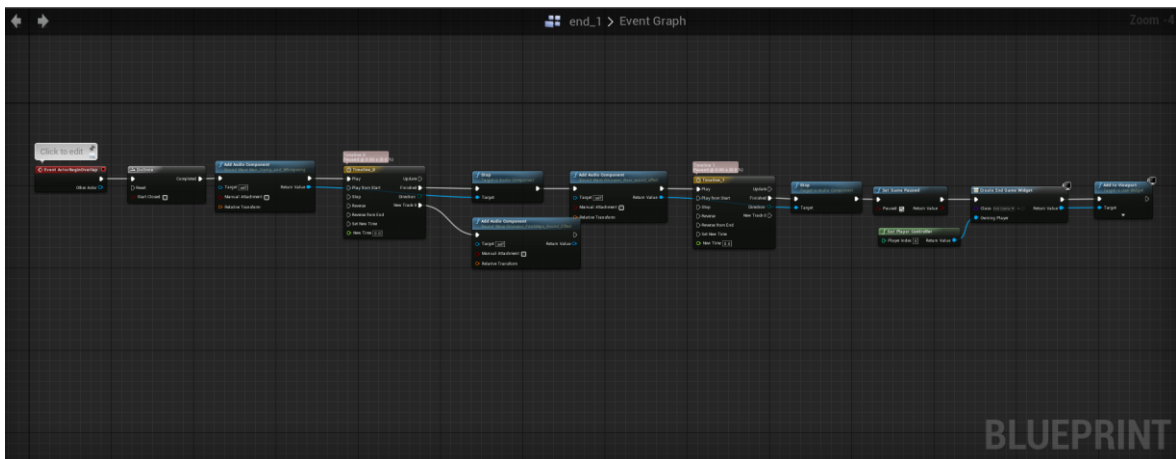 end_1 > Event Graph
Zoom -4
Click to edit
Event ActorBeginOverlap
Other Actor
DoOnce
Completed
Reset
Start Closed
Add Audio Component
Target self
Return Value
Manual Attachment
Relative Transform
Timeline_0
Play
Update
Play from Start
Finished
Stop
Direction
Reverse
New Track 0
Reverse from End
Set New Time
New Time 0.0
Stop
Target
Add Audio Component
Target self
Return Value
Manual Attachment
Relative Transform
Add Audio Component
Target self
Return Value
Manual Attachment
Relative Transform
Timeline_1
Play
Update
Play from Start
Finished
Stop
Direction
Reverse
New Track 0
Reverse from End
Set New Time
New Time 0.0
Stop
Target
Set Game Paused
Paused
Return Value
Get Player Controller
Player Index
Return Value
Create End Game Widget
Class
Return Value
Owning Player
Add to Viewport
Target
BLUEPRINT